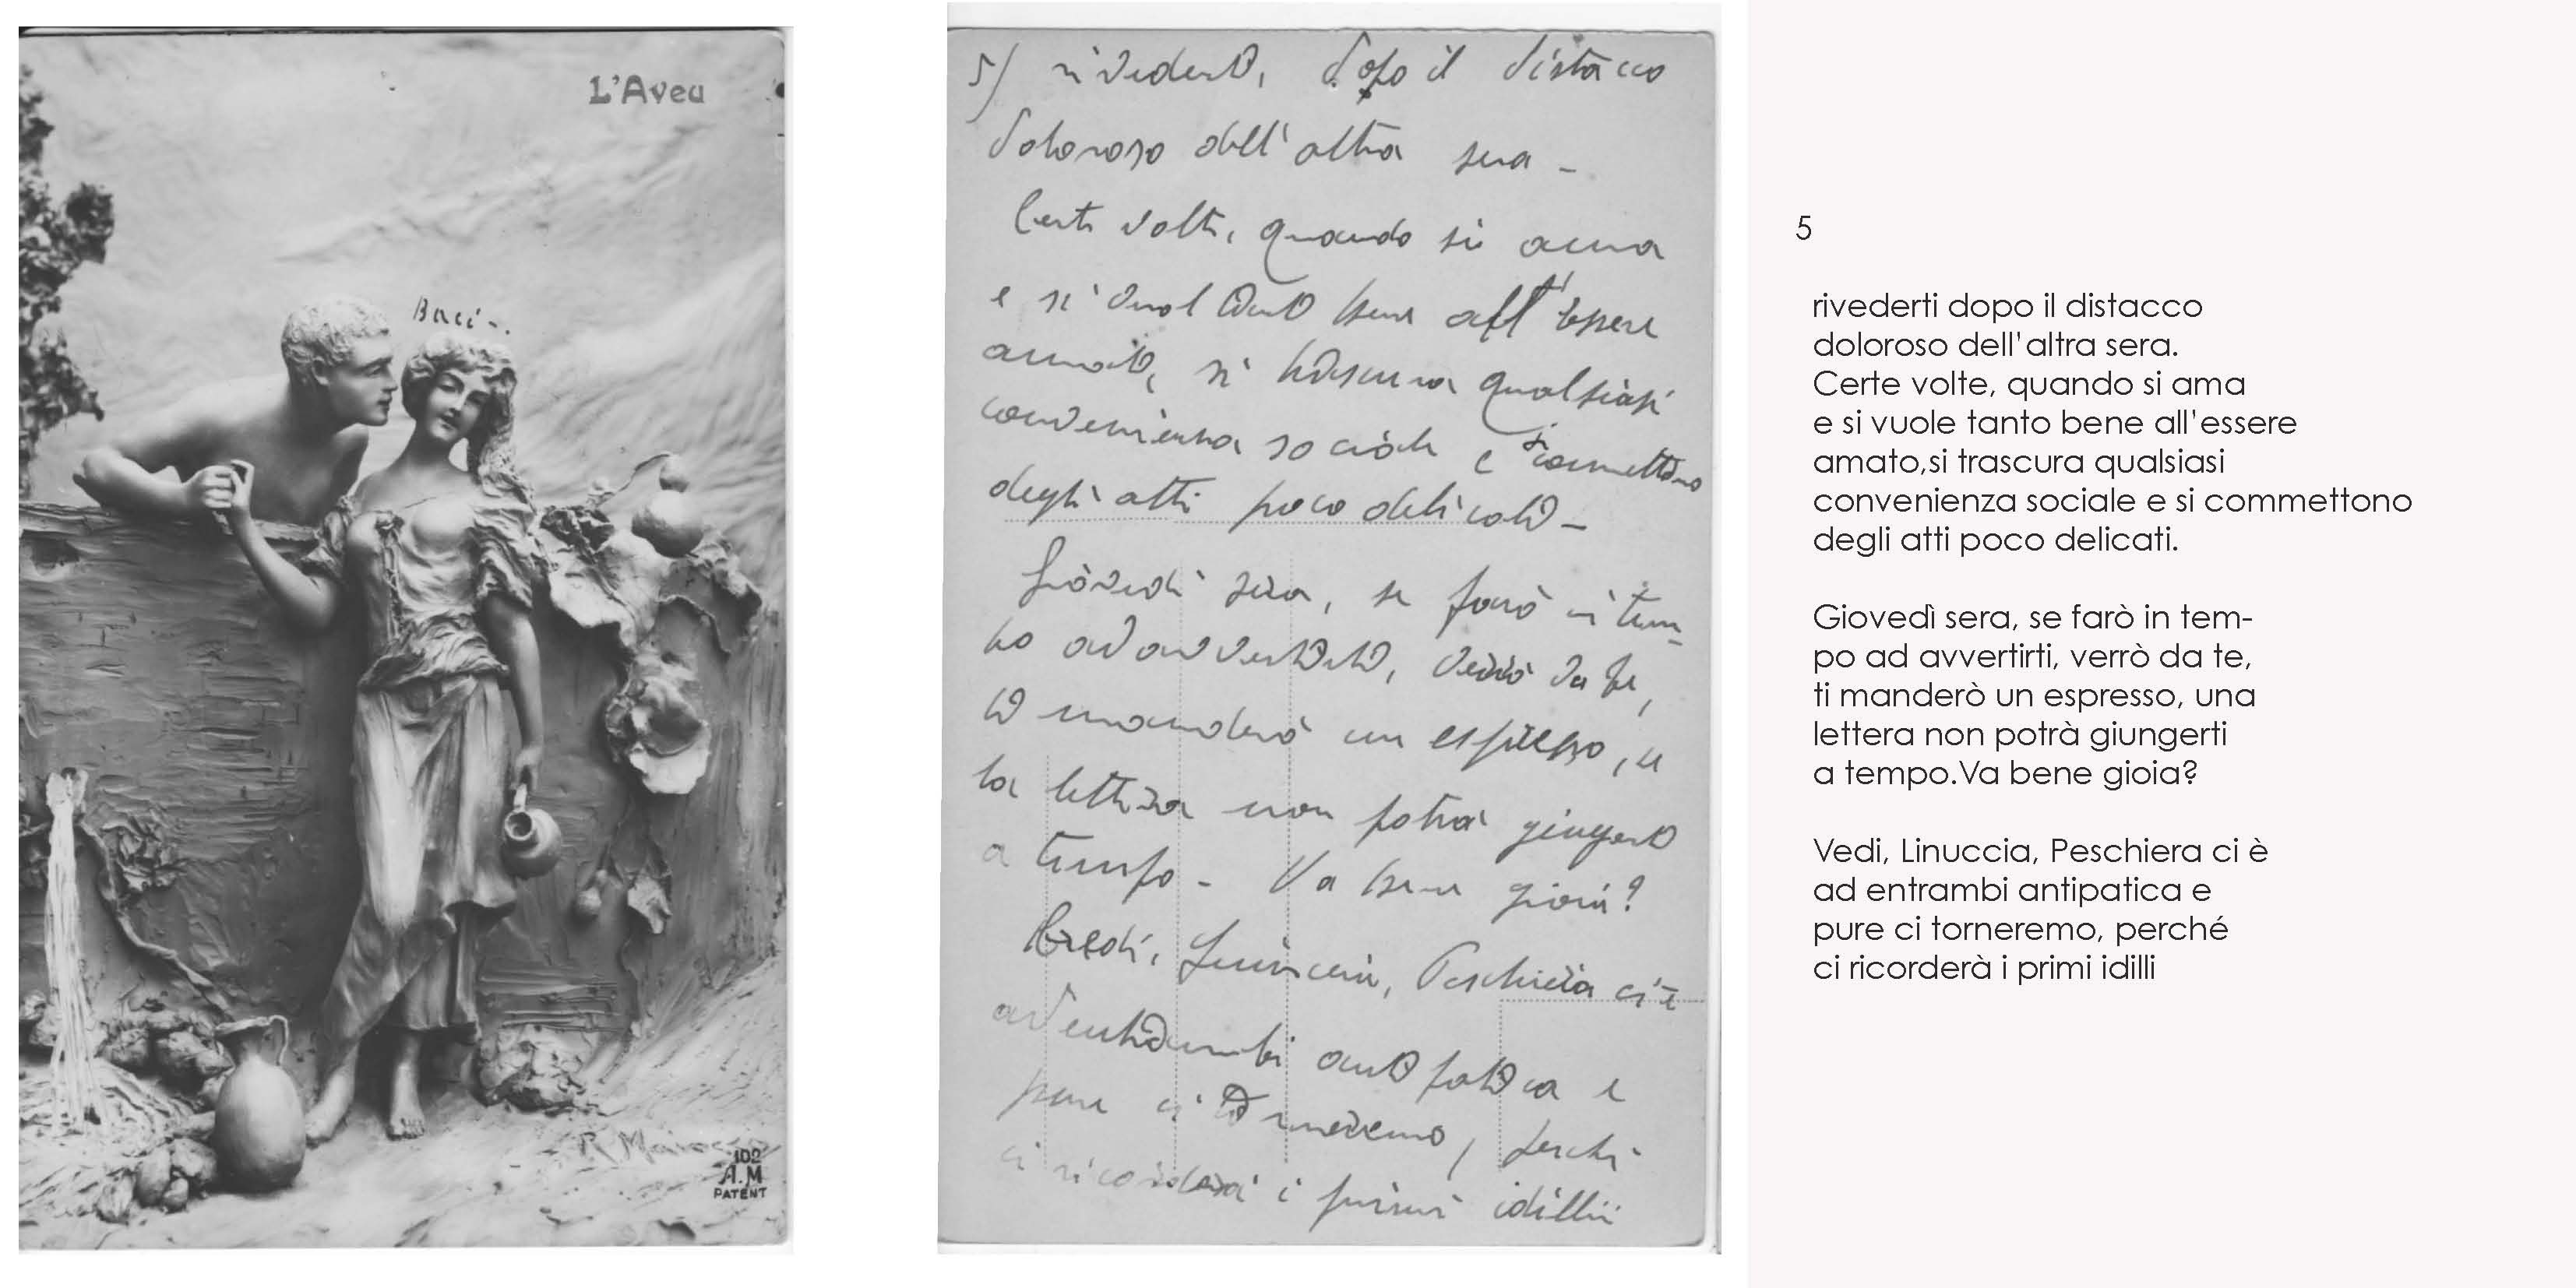 L'Aveu
Baci-.
102
A.M
PATENT
5/ rivederti, dopo il distacco
doloroso dell'altra sera -
Certe volte, quando si ama
e si vuol tanto bene all'essere
amato, si trascura qualsiasi
convenienza sociale e si commettono
degli atti poco delicati -
Giovedì sera, se farò in tem-
po ad avvertirti, verrò da te,
ti manderò un espresso, u
la lettera non potrà giungerti
a tempo - Va bene gioia?
Vedi, Linuccia, Peschiera ci è
ad entrambi antipatica e
pure ci torneremo, perché
ci ricorderà i primi idillii
5
rivederti dopo il distacco
doloroso dell'altra sera.
Certe volte, quando si ama
e si vuole tanto bene all'essere
amato,si trascura qualsiasi
convenienza sociale e si commettono
degli atti poco delicati.
Giovedì sera, se farò in tem-
po ad avvertirti, verrò da te,
ti manderò un espresso, una
lettera non potrà giungerti
a tempo.Va bene gioia?
Vedi, Linuccia, Peschiera ci è
ad entrambi antipatica e
pure ci torneremo, perché
ci ricorderà i primi idilli